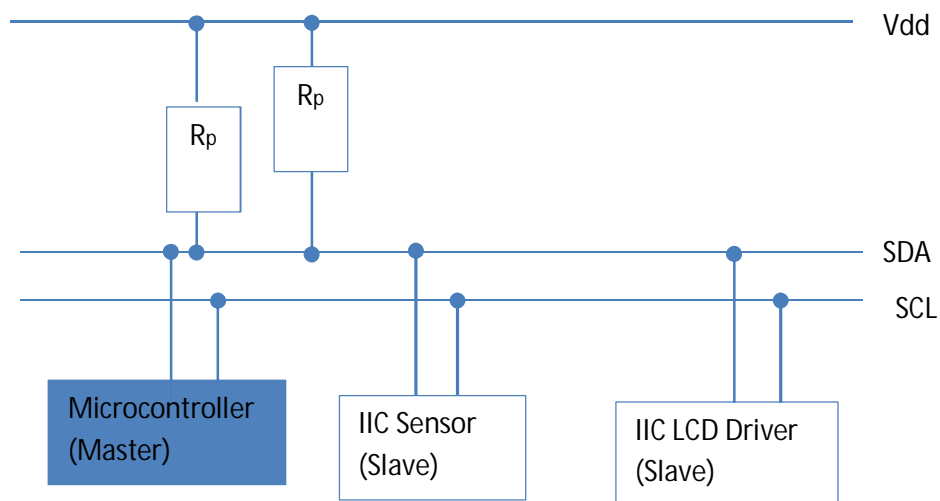 Vdd
Rp
Rp
SDA
SCL
Microcontroller
(Master)
IIC Sensor
(Slave)
IIC LCD Driver
(Slave)